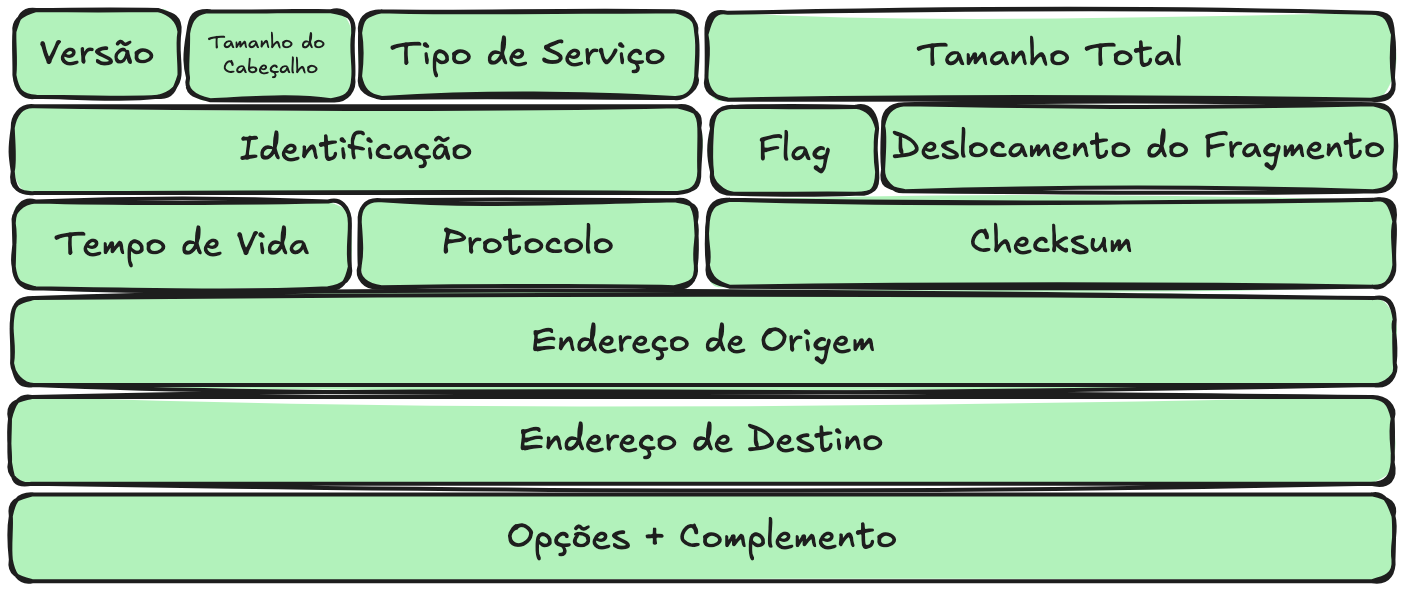 Versão
Tamanho do
Cabeçalho
Tipo de Serviço
Tamanho Total
Identificação
Flag
Deslocamento do Fragmento
Tempo de Vida
Protocolo
Checksum
Endereço de Origem
Endereço de Destino
Opções + Complemento